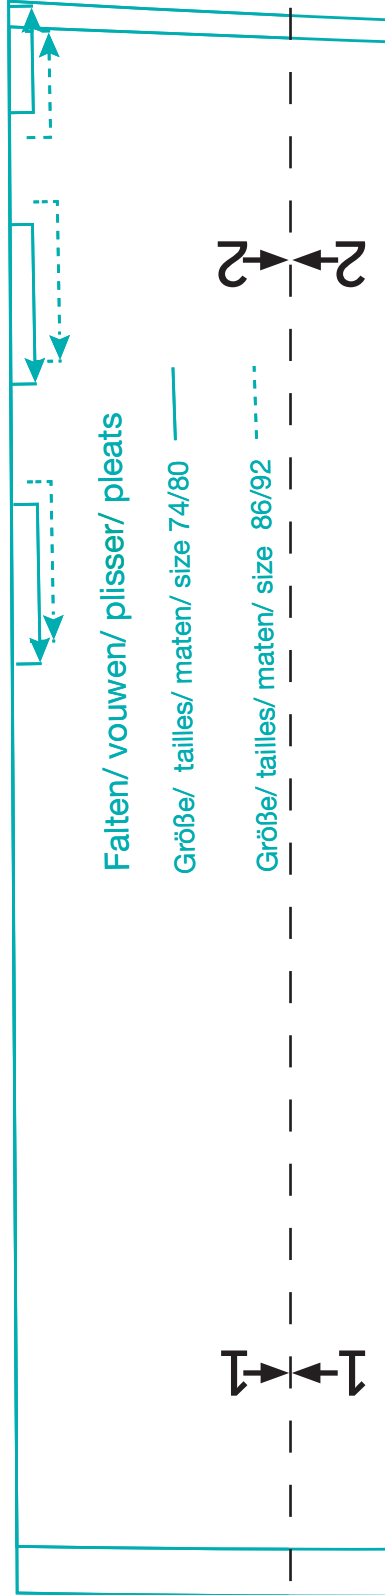 Falten/ vouwen/ plisser/ pleats
Größe/ tailles/ maten/ size 74/80
Größe/ tailles/ maten/ size 86/92
2
2
1
1